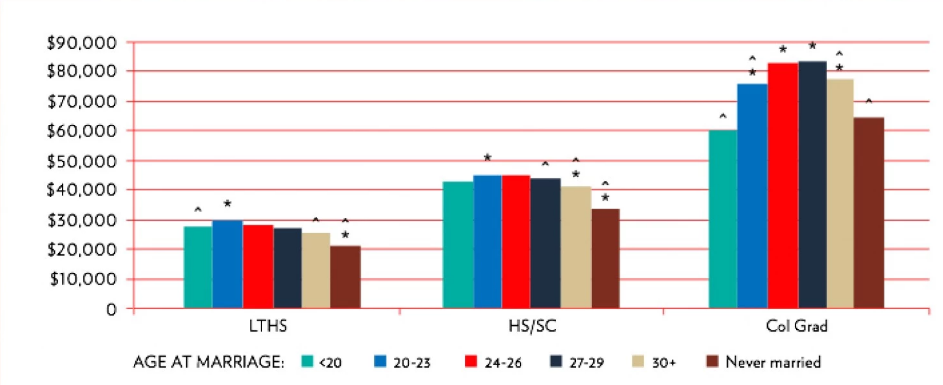 $90,000
$80,000
$70,000
$60,000
$50,000
$40,000
$30,000
$20,000
$10,000
0
^ * ^ ^ *
* ^ ^ * ^ *
^ ^ * * * ^ * ^
LTHS HS/SC Col Grad
AGE AT MARRIAGE: <20 20-23 24-26 27-29 30+ Never married